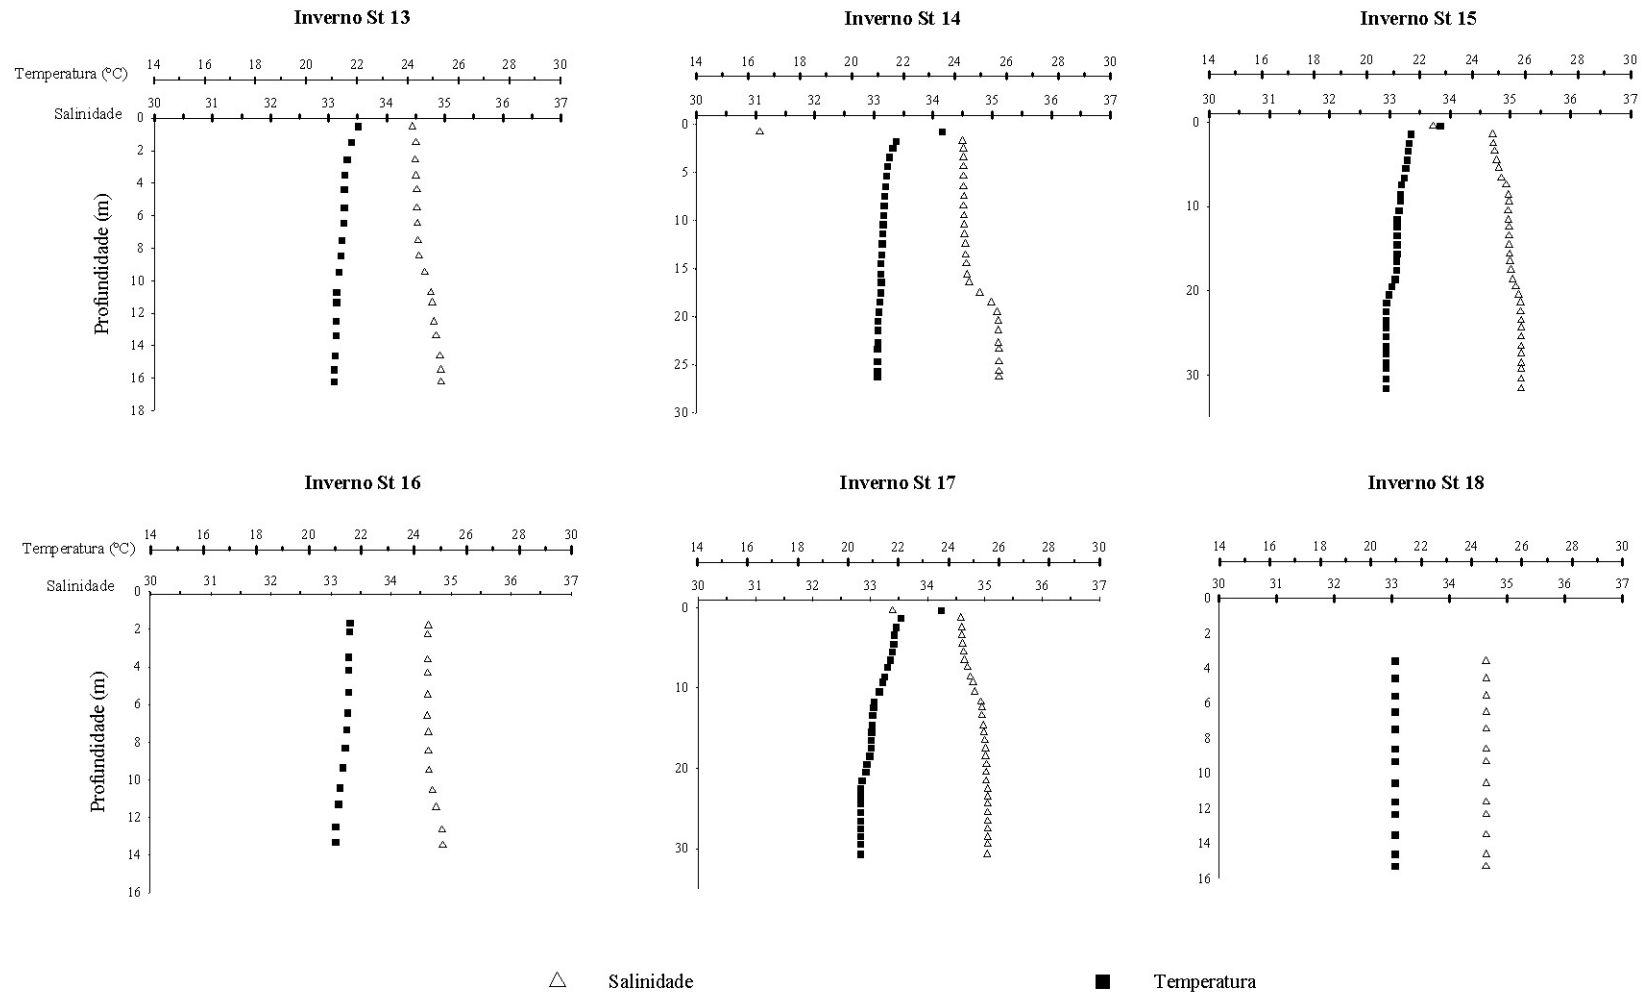 Inverno St 13
Inverno St 14
Inverno St 15
Temperatura (ºC)
14 16 18 20 22 24 26 28 30
14 16 18 20 22 24 26 28 30
14 16 18 20 22 24 26 28 30
Salinidade
30 31 32 33 34 35 36 37
30 31 32 33 34 35 36 37
30 31 32 33 34 35 36 37
Profundidade (m)
0
2
4
6
8
10
12
14
16
18
0
5
10
15
20
25
30
0
10
20
30
Inverno St 16
Inverno St 17
Inverno St 18
Temperatura (ºC)
14 16 18 20 22 24 26 28 30
14 16 18 20 22 24 26 28 30
14 16 18 20 22 24 26 28 30
Salinidade
30 31 32 33 34 35 36 37
30 31 32 33 34 35 36 37
30 31 32 33 34 35 36 37
Profundidade (m)
0
2
4
6
8
10
12
14
16
0
10
20
30
0
2
4
6
8
10
12
14
16
Salinidade
Temperatura